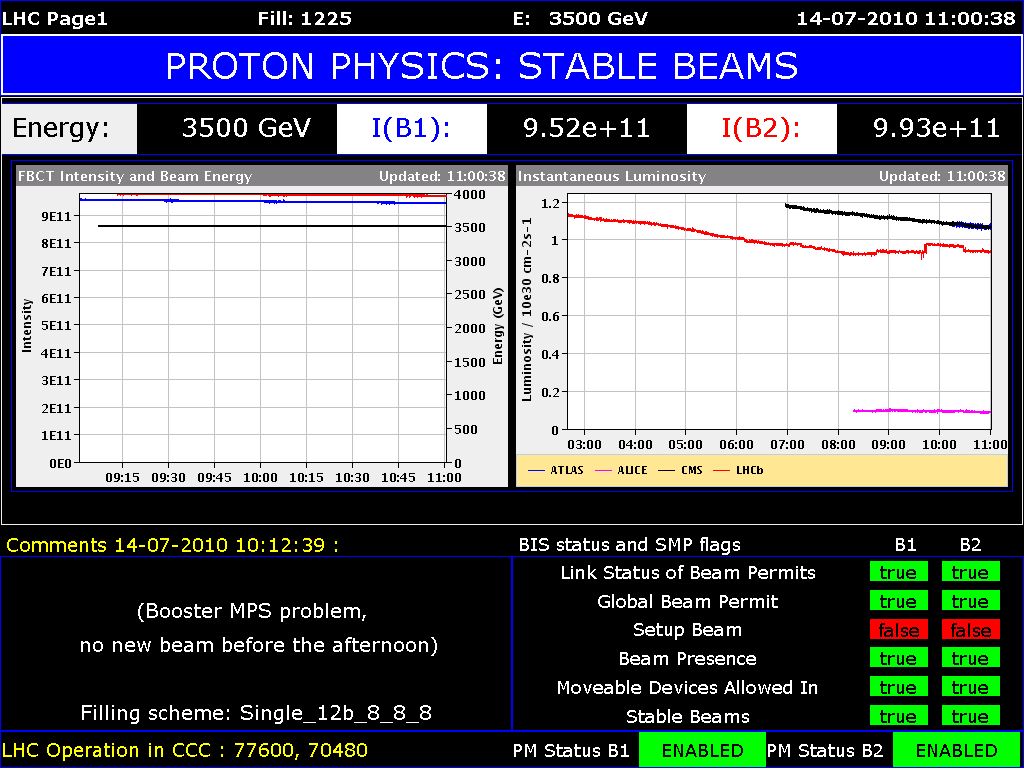 LHC Page1 Fill: 1225 E: 3500 GeV 14-07-2010 11:00:38
PROTON PHYSICS: STABLE BEAMS
Energy: 3500 GeV I(B1): 9.52e+11 I(B2): 9.93e+11
FBCT Intensity and Beam Energy Updated: 11:00:38
Intensity
9E11
8E11
7E11
6E11
5E11
4E11
3E11
2E11
1E11
0E0
4000
3500
3000
2500
2000
1500
1000
500
0
Energy (GeV)
09:15 09:30 09:45 10:00 10:15 10:30 10:45 11:00
Instantaneous Luminosity Updated: 11:00:38
Luminosity / 10e30 cm-2s-1
1.2
1
0.8
0.6
0.4
0.2
0
03:00 04:00 05:00 06:00 07:00 08:00 09:00 10:00 11:00
ATLAS ALICE CMS LHCb
Comments 14-07-2010 10:12:39 :
(Booster MPS problem,
no new beam before the afternoon)
Filling scheme: Single_12b_8_8_8
BIS status and SMP flags B1 B2
Link Status of Beam Permits true true
Global Beam Permit true true
Setup Beam false false
Beam Presence true true
Moveable Devices Allowed In true true
Stable Beams true true
LHC Operation in CCC : 77600, 70480 PM Status B1 ENABLED PM Status B2 ENABLED